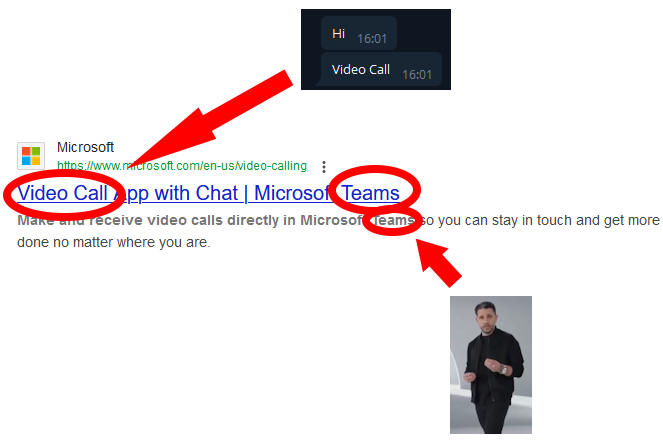 Hi 16:01
Video Call 16:01
Microsoft
https://www.microsoft.com/en-us/video-calling
Video Call App with Chat | Microsoft Teams
Make and receive video calls directly in Microsoft Teams so you can stay in touch and get more
done no matter where you are.